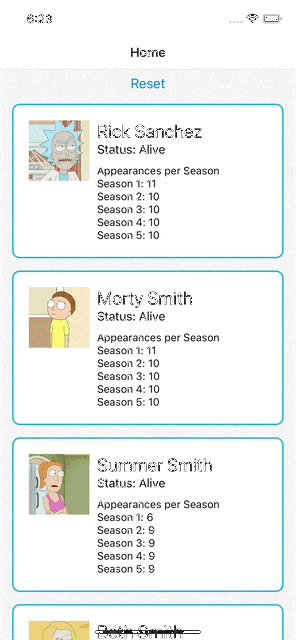 6:23
Home
Reset
Rick Sanchez
Status: Alive
Appearances per Season
Season 1: 11
Season 2: 10
Season 3: 10
Season 4: 10
Season 5: 10
Morty Smith
Status: Alive
Appearances per Season
Season 1: 11
Season 2: 10
Season 3: 10
Season 4: 10
Season 5: 10
Summer Smith
Status: Alive
Appearances per Season
Season 1: 6
Season 2: 9
Season 3: 9
Season 4: 9
Season 5: 9
Beth Smith